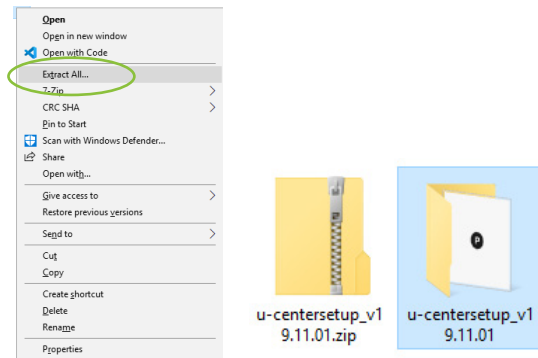 Open
Open in new window
Open with Code
Extract All...
7-Zip
CRC SHA
Pin to Start
Scan with Windows Defender...
Share
Open with...
Give access to
Restore previous versions
Send to
Cut
Copy
Create shortcut
Delete
Rename
Properties
u-centersetup_v1
9.11.01.zip
P
u-centersetup_v1
9.11.01